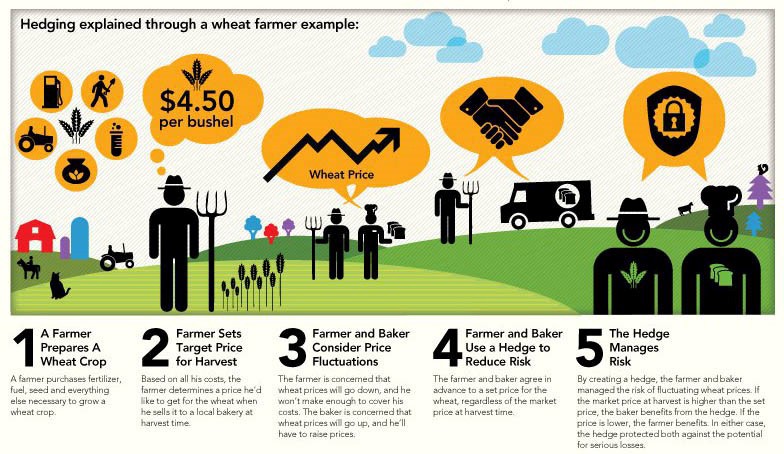 Hedging explained through a wheat farmer example:
$4.50
per bushel
Wheat Price
1 A Farmer
Prepares A
Wheat Crop
A farmer purchases fertilizer,
fuel, seed and everything
else necessary to grow a
wheat crop.
2 Farmer Sets
Target Price
for Harvest
Based on all his costs, the
farmer determines a price he'd
like to get for the wheat when
he sells it to a local bakery at
harvest time.
3 Farmer and Baker
Consider Price
Fluctuations
The farmer is concerned that
wheat prices will go down, and he
won't make enough to cover his
costs. The baker is concerned that
wheat prices will go up, and he'll
have to raise prices.
4 Farmer and Baker
Use a Hedge to
Reduce Risk
The farmer and baker agree in
advance to a set price for the
wheat, regardless of the market
price at harvest time.
5 The Hedge
Manages
Risk
By creating a hedge, the farmer and baker
managed the risk of fluctuating wheat prices. If
the market price at harvest is higher than the set
price, the baker benefits from the hedge. If the
price is lower, the farmer benefits. In either case,
the hedge protected both against the potential
for serious losses.